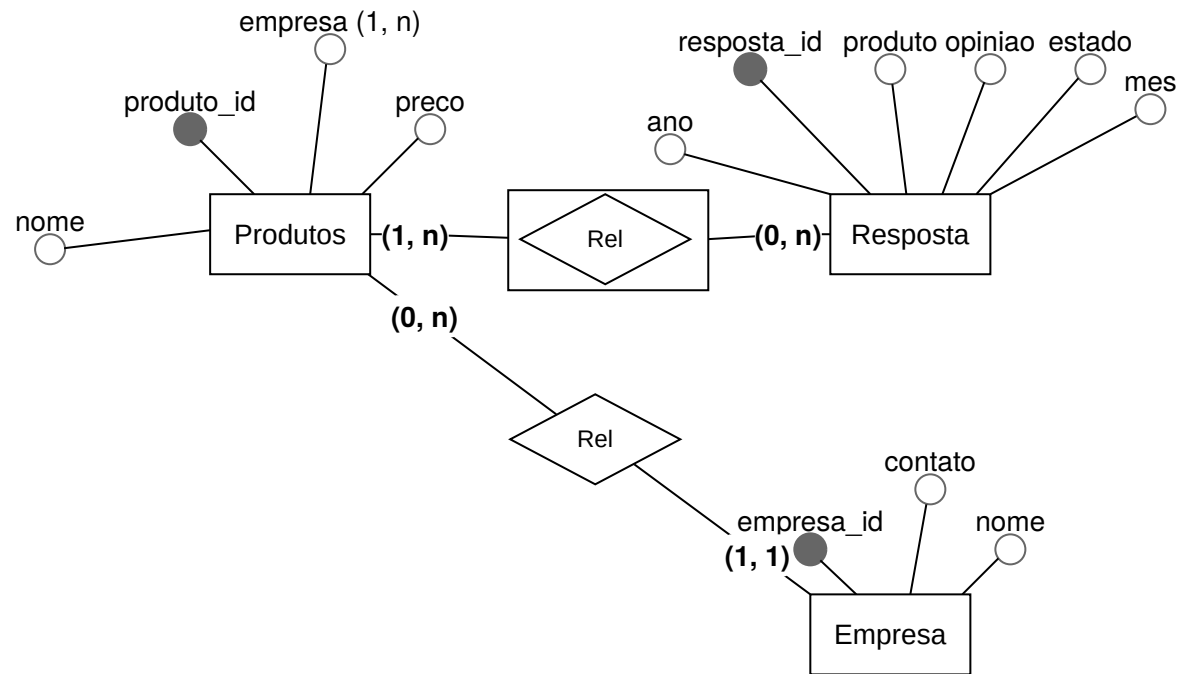 empresa (1, n)
resposta_id
produto
opiniao
estado
produto_id
preco
mes
ano
nome
Produtos
(1, n)
Rel
(0, n)
Resposta
(0, n)
Rel
contato
empresa_id
nome
(1, 1)
Empresa